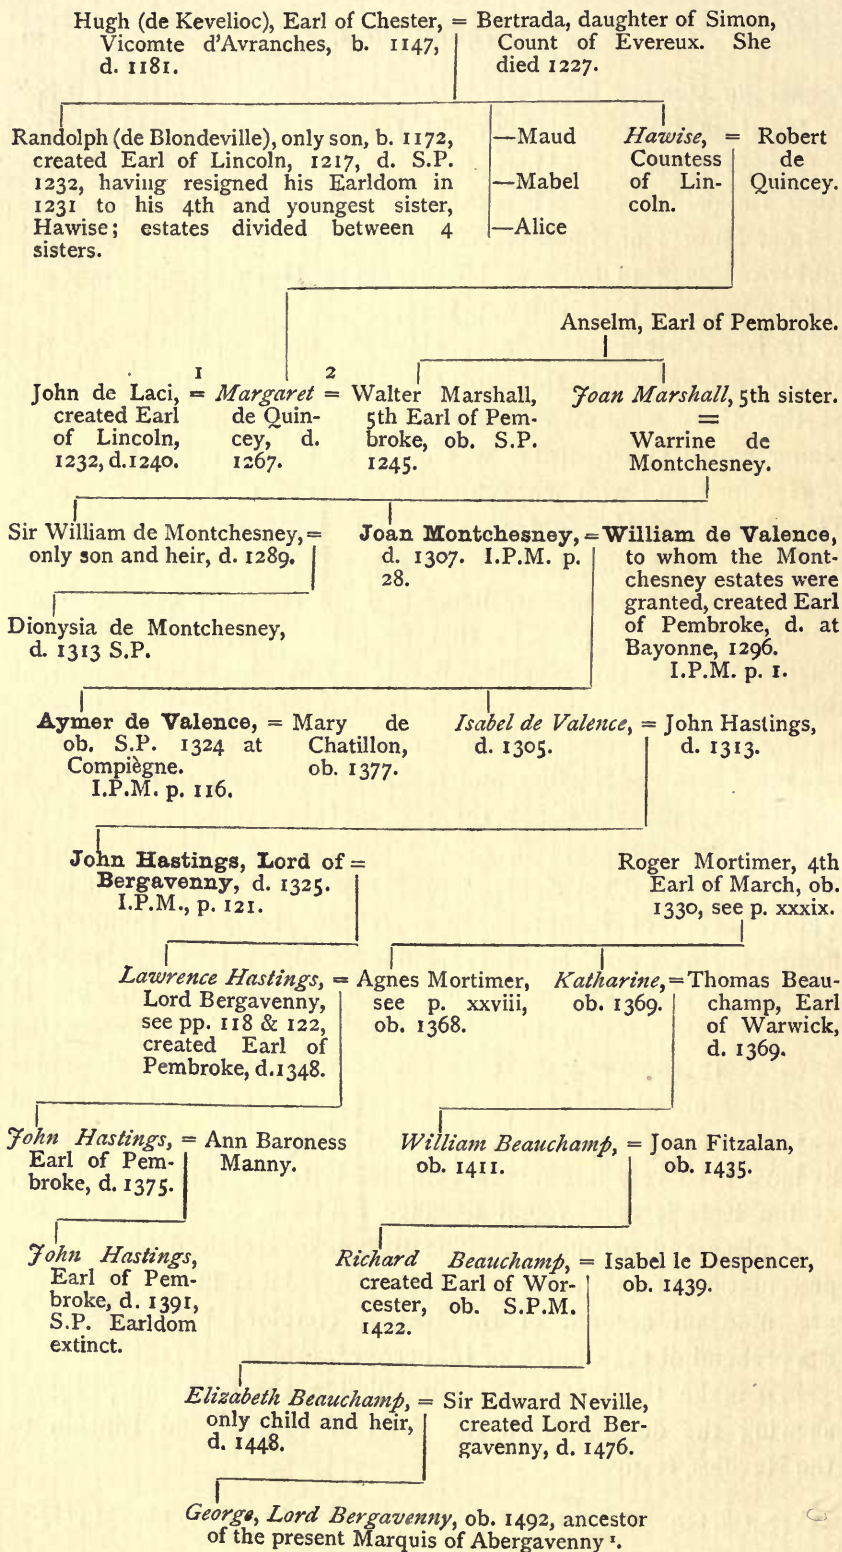 Hugh (de Kevelioc), Earl of Chester, = Bertrada, daughter of Simon,
Vicomte d'Avranches, b. 1147, Count of Evereux. She
d. 1181. died 1227.
Randolph (de Blondeville), only son, b. 1172, —Maud Hawise, = Robert
created Earl of Lincoln, 1217, d. S.P. Countess de
1232, having resigned his Earldom in —Mabel of Lin- Quincey.
1231 to his 4th and youngest sister, coln.
Hawise; estates divided between 4 —Alice
sisters.
Anselm, Earl of Pembroke.
1 2
John de Laci, = Margaret = Walter Marshall, Joan Marshall, 5th sister.
created Earl de Quin- 5th Earl of Pem- =
of Lincoln, cey, d. broke, ob. S.P. Warrine de
1232, d. 1240. 1267. 1245. Montchesney.
Sir William de Montchesney, = Joan Montchesney, = William de Valence,
only son and heir, d. 1289. d. 1307. I.P.M. p. to whom the Mont-
28. chesney estates were
granted, created Earl
Dionysia de Montchesney, of Pembroke, d. at
d. 1313 S.P. Bayonne, 1296.
I.P.M. p. 1.
Aymer de Valence, = Mary de Isabel de Valence, = John Hastings,
ob. S.P. 1324 at Chatillon, d. 1305. d. 1313.
Compiègne. ob. 1377.
I.P.M. p. 116.
John Hastings, Lord of = Roger Mortimer, 4th
Bergavenny, d. 1325. Earl of March, ob.
I.P.M., p. 121. 1330, see p. xxxix.
Lawrence Hastings, = Agnes Mortimer, Katharine, = Thomas Beau-
Lord Bergavenny, see p. xxviii, ob. 1369. champ, Earl
see pp. 118 & 122, ob. 1368. of Warwick,
created Earl of d. 1369.
Pembroke, d. 1348.
John Hastings, = Ann Baroness William Beauchamp, = Joan Fitzalan,
Earl of Pem- Manny. ob. 1411. ob. 1435.
broke, d. 1375.
John Hastings, Richard Beauchamp, = Isabel le Despencer,
Earl of Pem- created Earl of Wor- ob. 1439.
broke, d. 1391, cester, ob. S.P.M.
S.P. Earldom 1422.
extinct.
Elizabeth Beauchamp, = Sir Edward Neville,
only child and heir, created Lord Ber-
d. 1448. gavenny, d. 1476.
George, Lord Bergavenny, ob. 1492, ancestor
of the present Marquis of Abergavenny ¹.